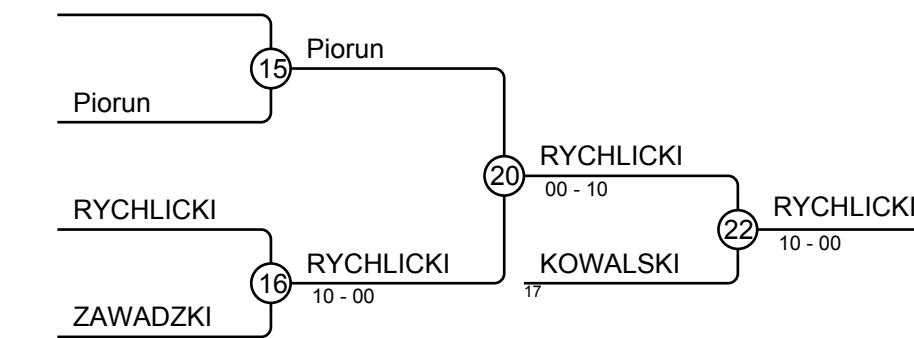 Piorun
15
Piorun
RYCHLICKI
20
00 - 10
RYCHLICKI
RYCHLICKI
22
10 - 00
RYCHLICKI
16
10 - 00
KOWALSKI
17
ZAWADZKI